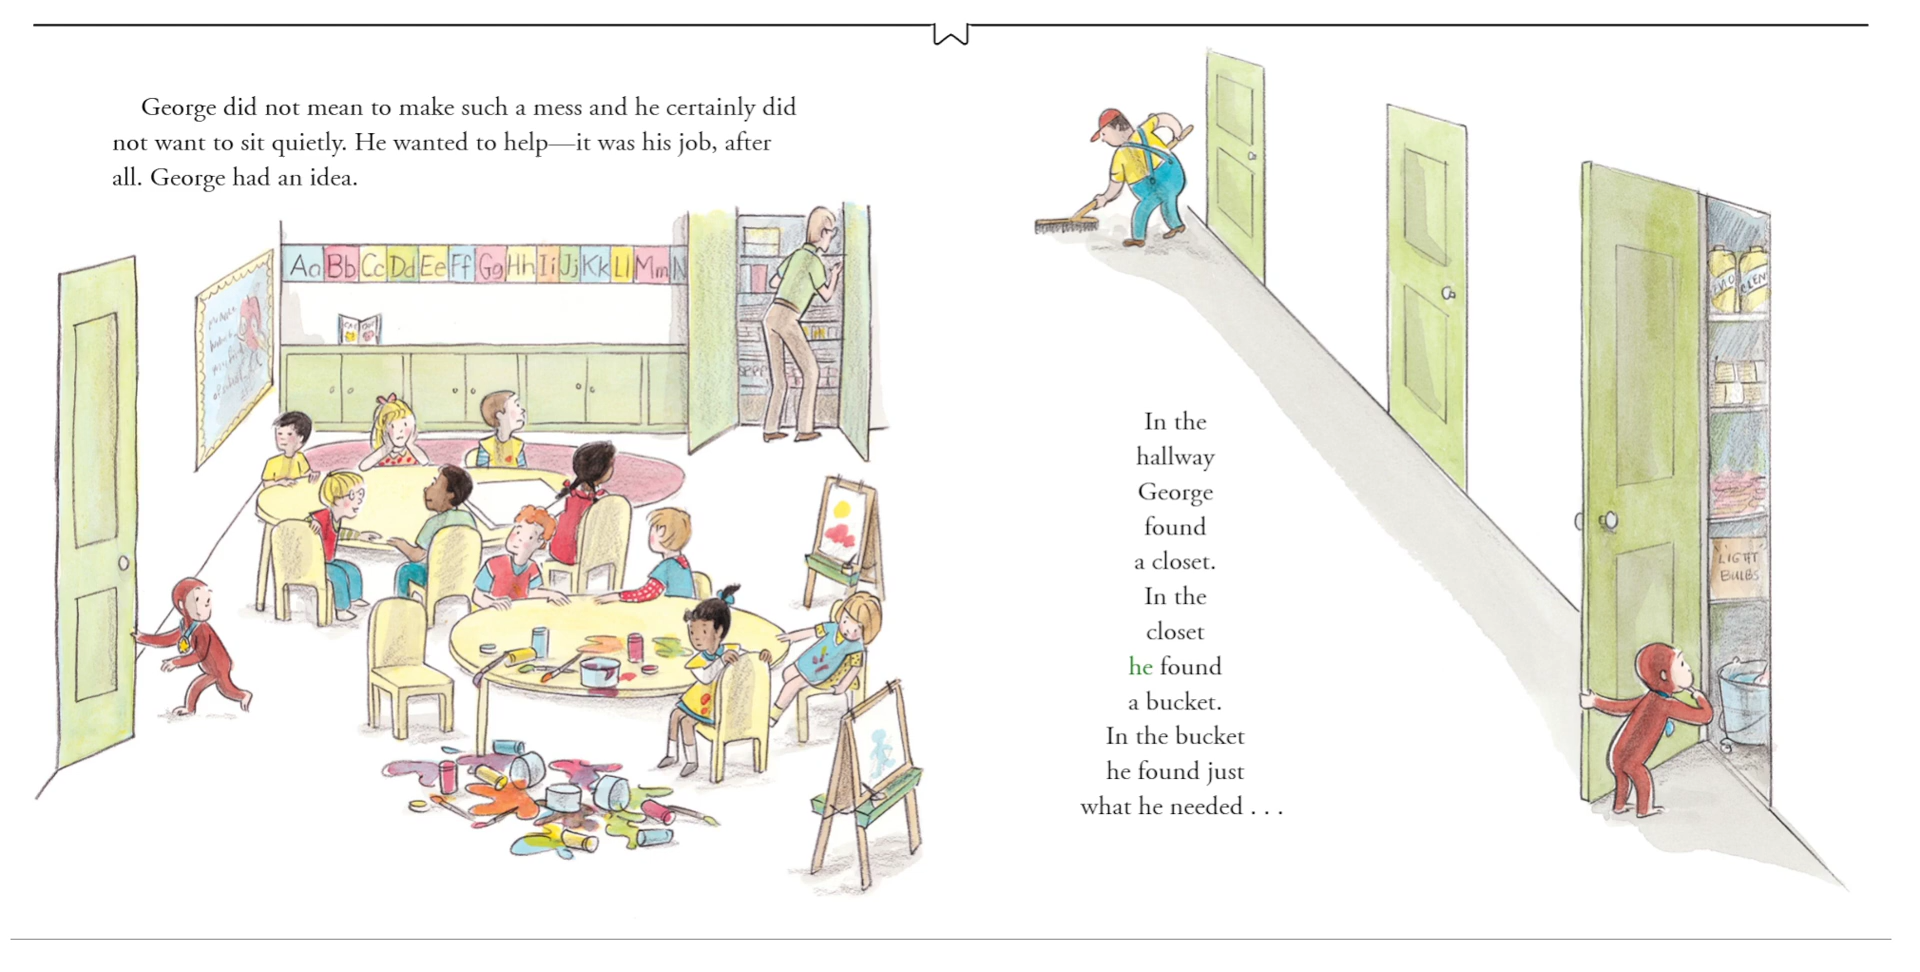 George did not mean to make such a mess and he certainly did
not want to sit quietly. He wanted to help—it was his job, after
all. George had an idea.
Aa Bb Cc Dd Ee Ff Gg Hh Ii Jj Kk Ll Mm N
In the
hallway
George
found
a closet.
In the
closet
he found
a bucket.
In the bucket
he found just
what he needed . . .
LIGHT
BULBS